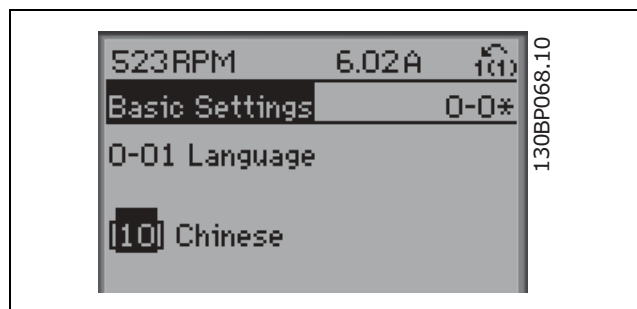 523RPM 6.02A 1(1)
Basic Settings 0-0*
0-01 Language
[10] Chinese
130BP068.10